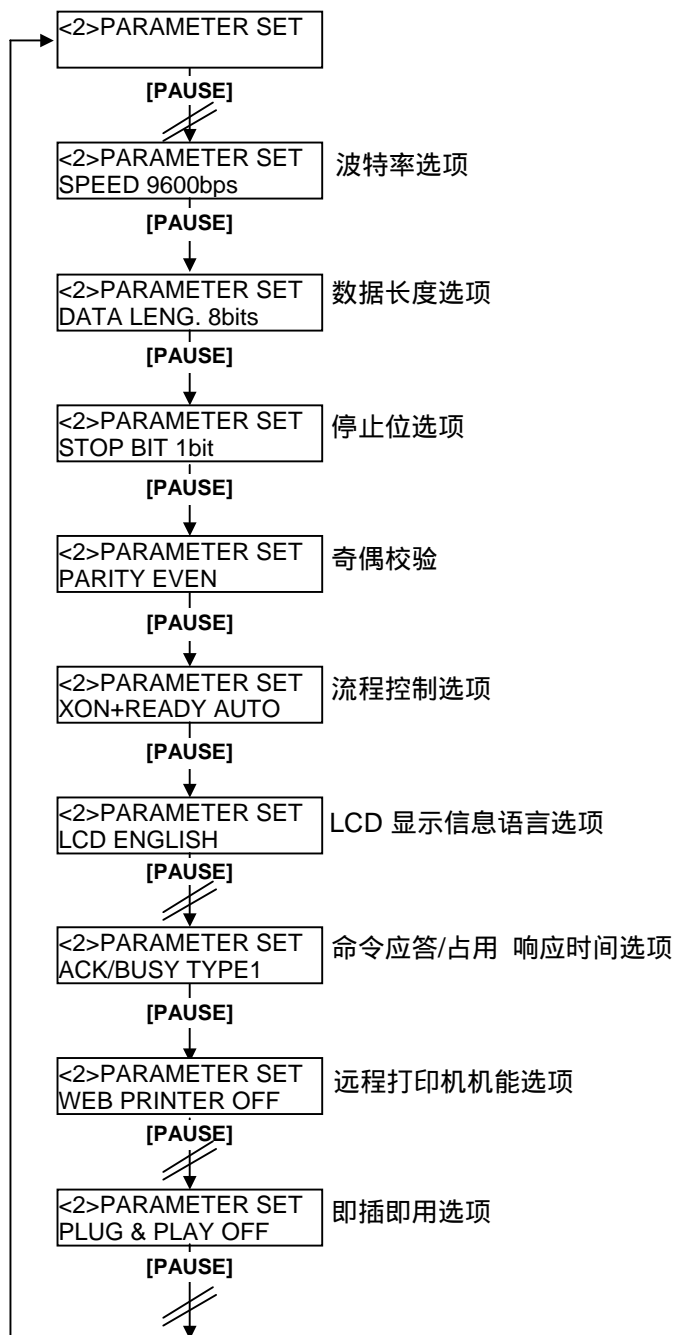 <2>PARAMETER SET
[PAUSE]
<2>PARAMETER SET
SPEED 9600bps
波特率选项
[PAUSE]
<2>PARAMETER SET
DATA LENG. 8bits
数据长度选项
[PAUSE]
<2>PARAMETER SET
STOP BIT 1bit
停止位选项
[PAUSE]
<2>PARAMETER SET
PARITY EVEN
奇偶校验
[PAUSE]
<2>PARAMETER SET
XON+READY AUTO
流程控制选项
[PAUSE]
<2>PARAMETER SET
LCD ENGLISH
LCD 显示信息语言选项
[PAUSE]
<2>PARAMETER SET
ACK/BUSY TYPE1
命令应答/占用 响应时间选项
[PAUSE]
<2>PARAMETER SET
WEB PRINTER OFF
远程打印机机能选项
[PAUSE]
<2>PARAMETER SET
PLUG & PLAY OFF
即插即用选项
[PAUSE]